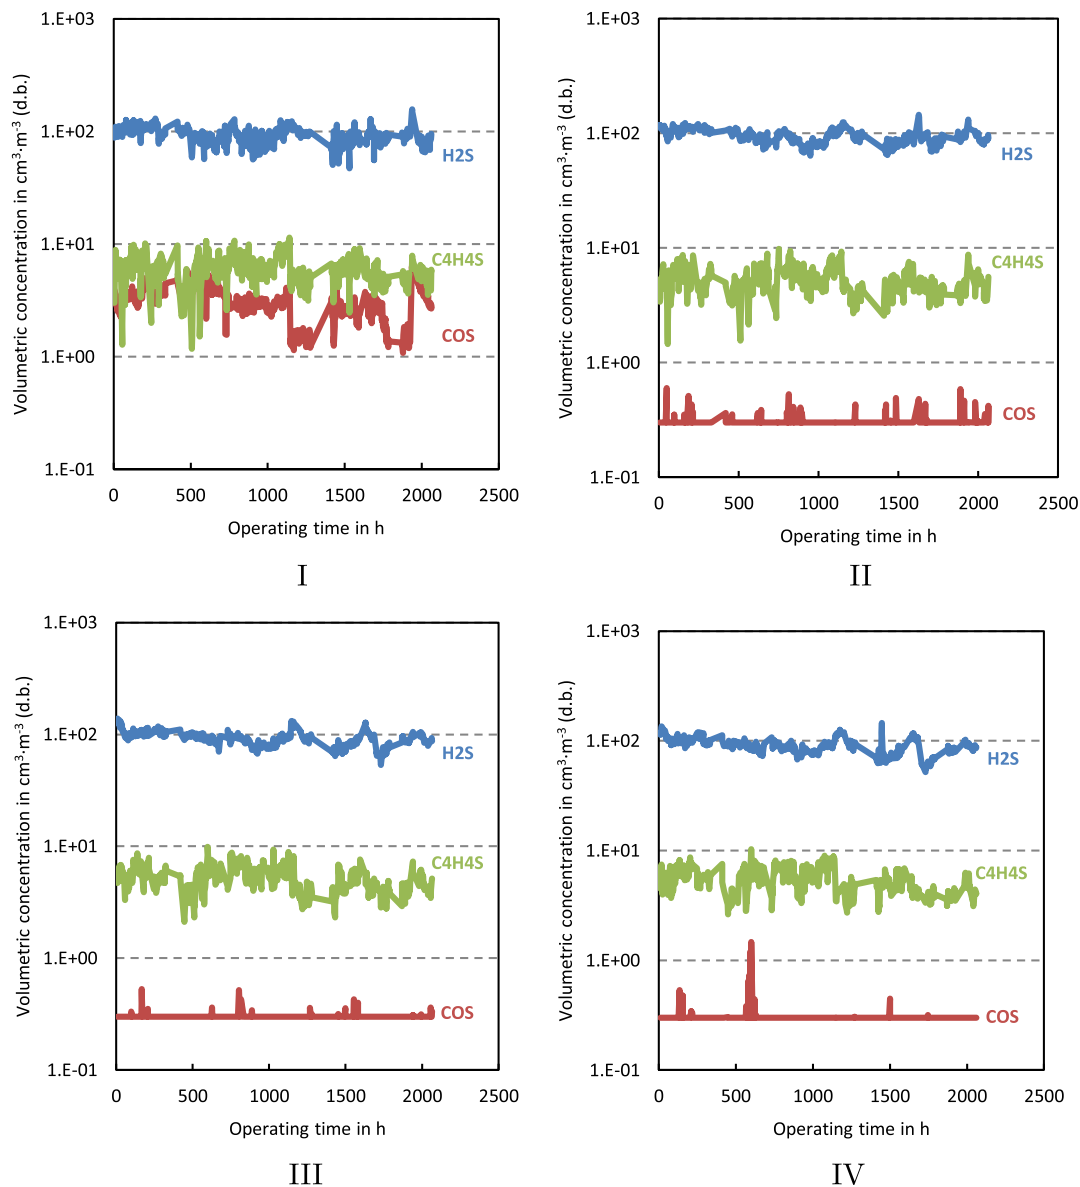 Volumetric concentration in cm³·m⁻³ (d.b.)
1.E+03
1.E+02
1.E+01
1.E+00
1.E-01
H2S
C4H4S
COS
0 500 1000 1500 2000 2500
Operating time in h
I
Volumetric concentration in cm³·m⁻³ (d.b.)
1.E+03
1.E+02
1.E+01
1.E+00
1.E-01
H2S
C4H4S
COS
0 500 1000 1500 2000 2500
Operating time in h
II
Volumetric concentration in cm³·m⁻³ (d.b.)
1.E+03
1.E+02
1.E+01
1.E+00
1.E-01
H2S
C4H4S
COS
0 500 1000 1500 2000 2500
Operating time in h
III
Volumetric concentration in cm³·m⁻³ (d.b.)
1.E+03
1.E+02
1.E+01
1.E+00
1.E-01
H2S
C4H4S
COS
0 500 1000 1500 2000 2500
Operating time in h
IV